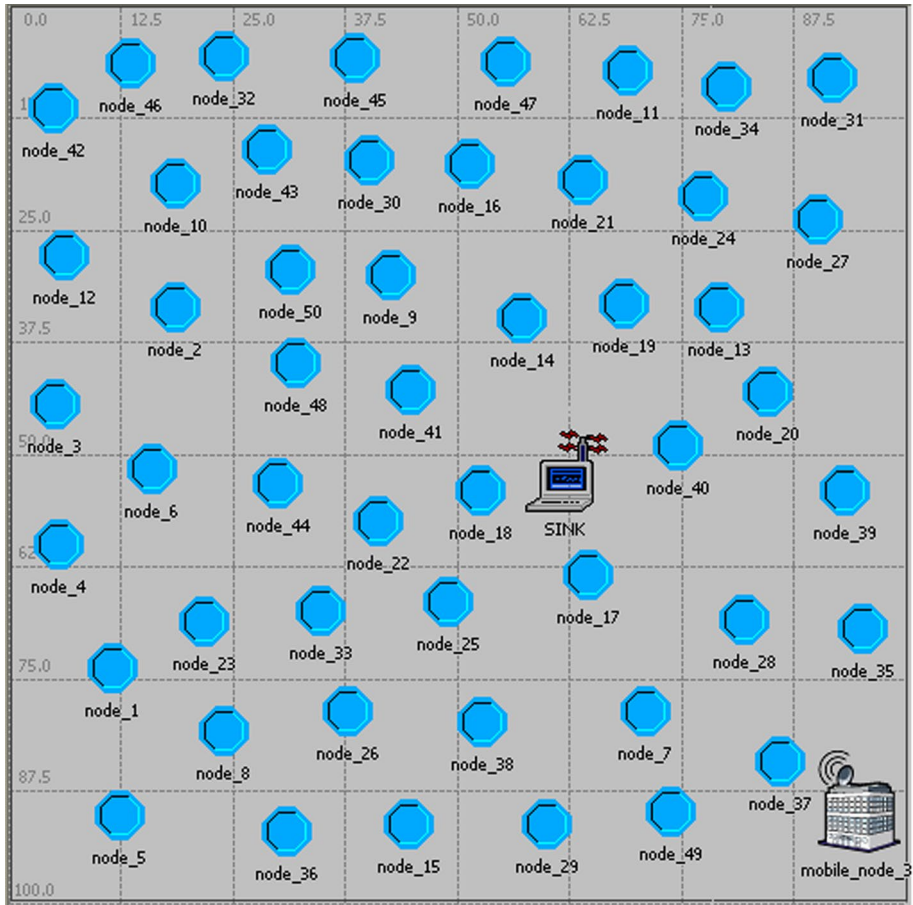 0.0 12.5 25.0 37.5 50.0 62.5 75.0 87.5
node_46 node_32 node_45 node_47 node_11 node_34 node_31
node_42
node_10 node_43 node_30 node_16 node_21 node_24 node_27
25.0
node_12 node_2 node_50 node_9 node_14 node_19 node_13
37.5
node_3 node_48 node_41 node_20
50.0
node_6 node_44 node_22 node_18 SINK node_40 node_39
62
node_4
node_23 node_33 node_25 node_17 node_28 node_35
75.0
node_1
node_8 node_26 node_38 node_7 node_37
87.5
node_5 node_36 node_15 node_29 node_49 mobile_node_3
100.0